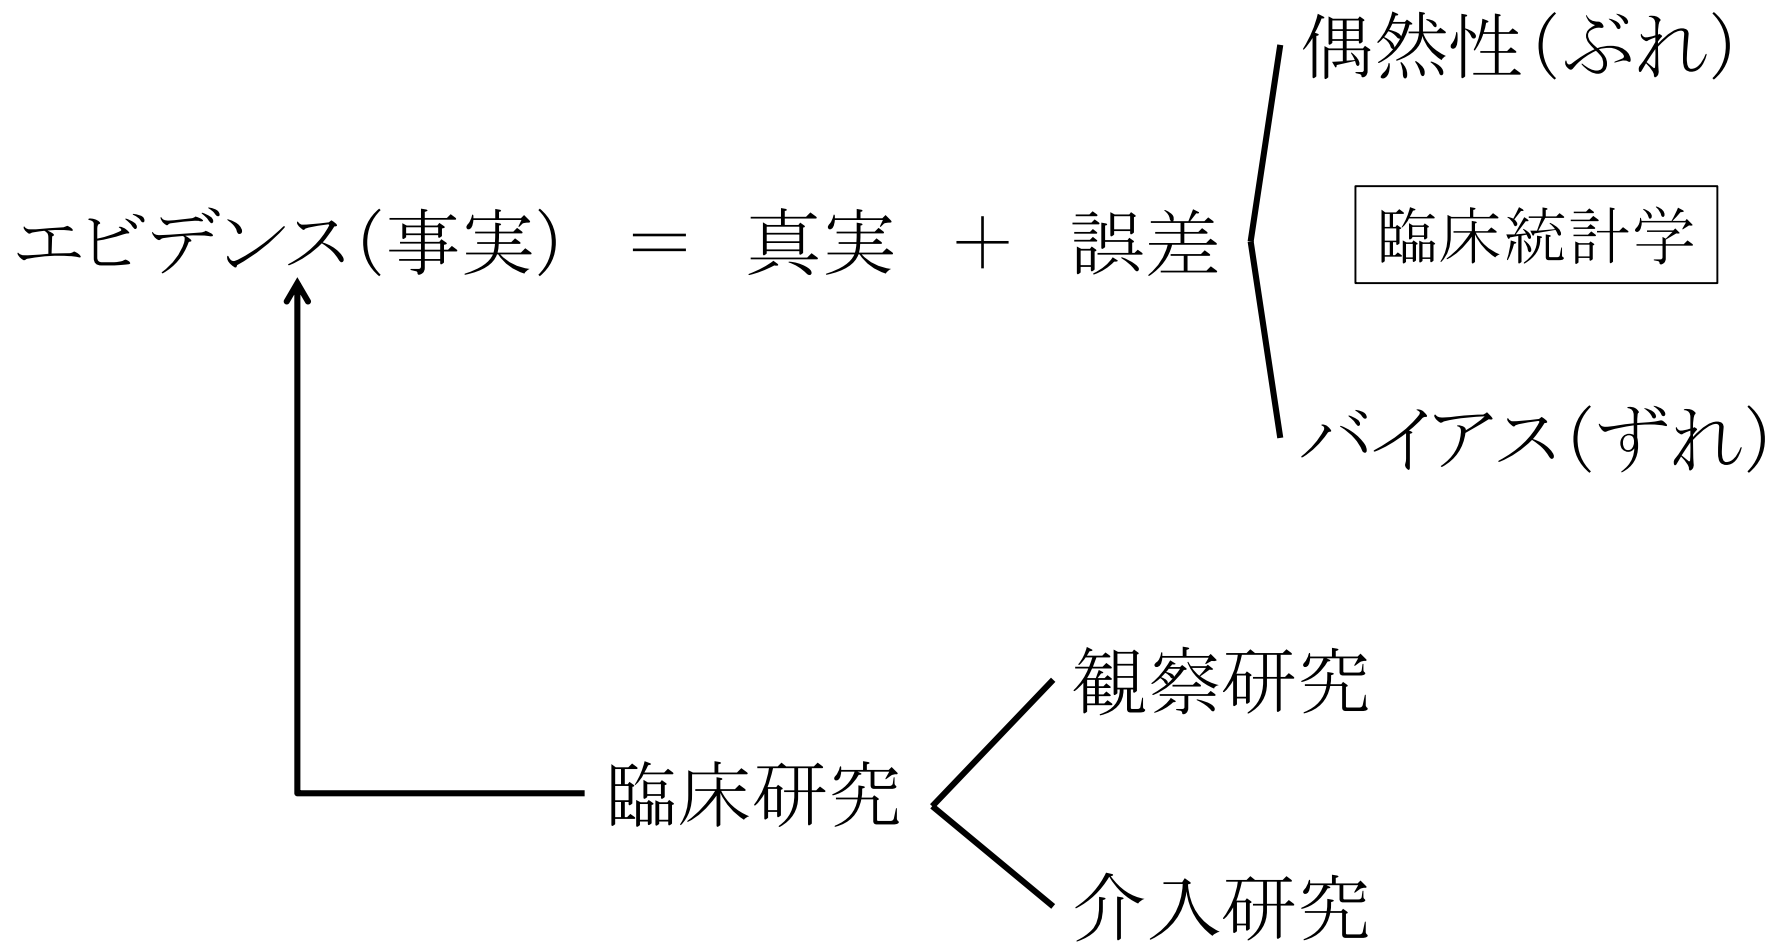 偶然性(ぶれ)
エビデンス(事実) = 真実 + 誤差
臨床統計学
バイアス(ずれ)
観察研究
臨床研究
介入研究